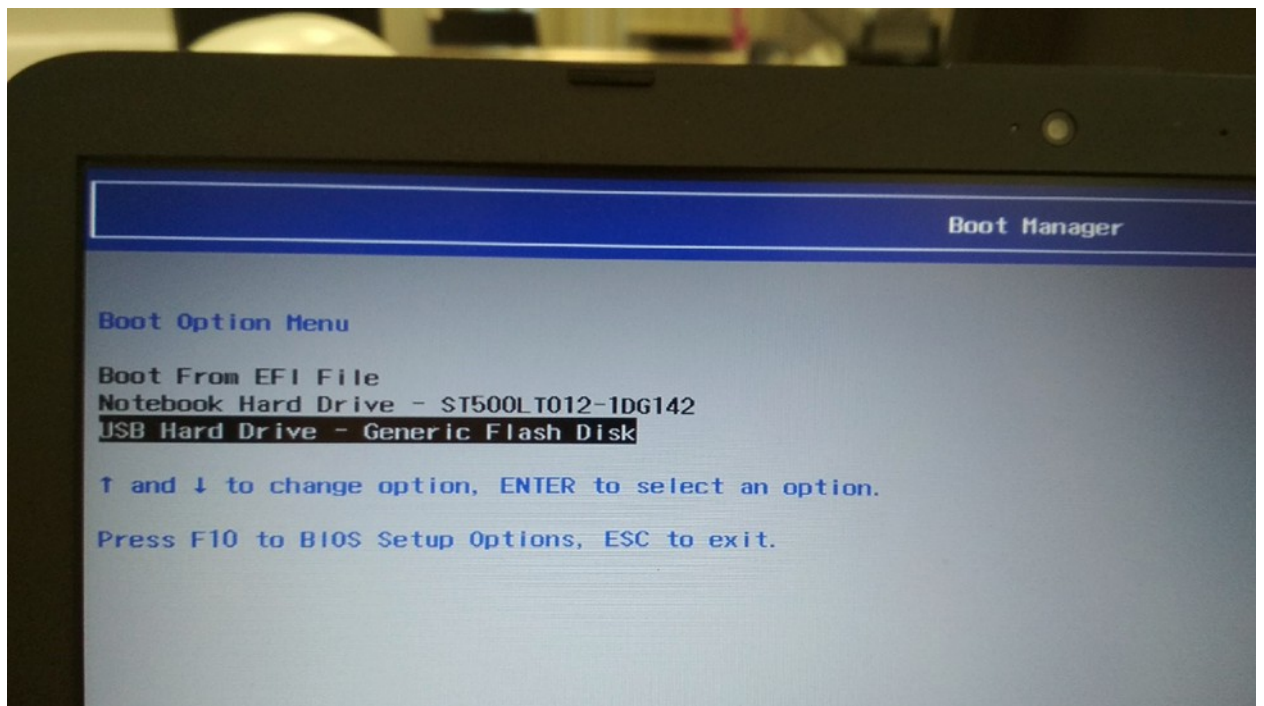 Boot Manager
Boot Option Menu
Boot From EFI File
Notebook Hard Drive - ST500LT012-1DG142
USB Hard Drive - Generic Flash Disk
↑ and ↓ to change option, ENTER to select an option.
Press F10 to BIOS Setup Options, ESC to exit.